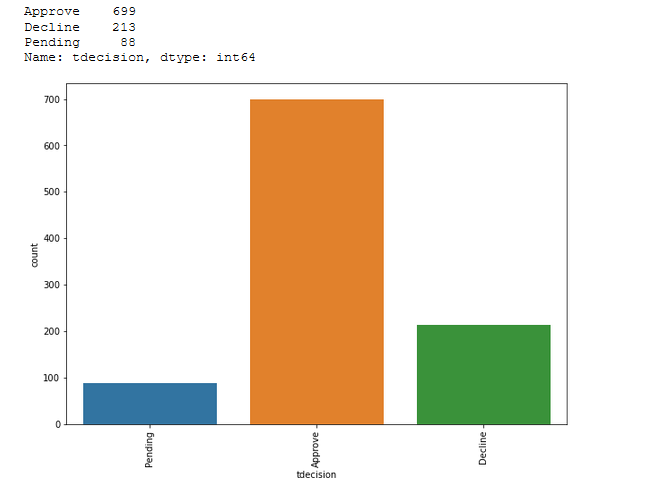 Approve    699
Decline    213
Pending     88
Name: tdecision, dtype: int64
700
600
500
400
300
200
100
0
count
Pending
Approve
Decline
tdecision